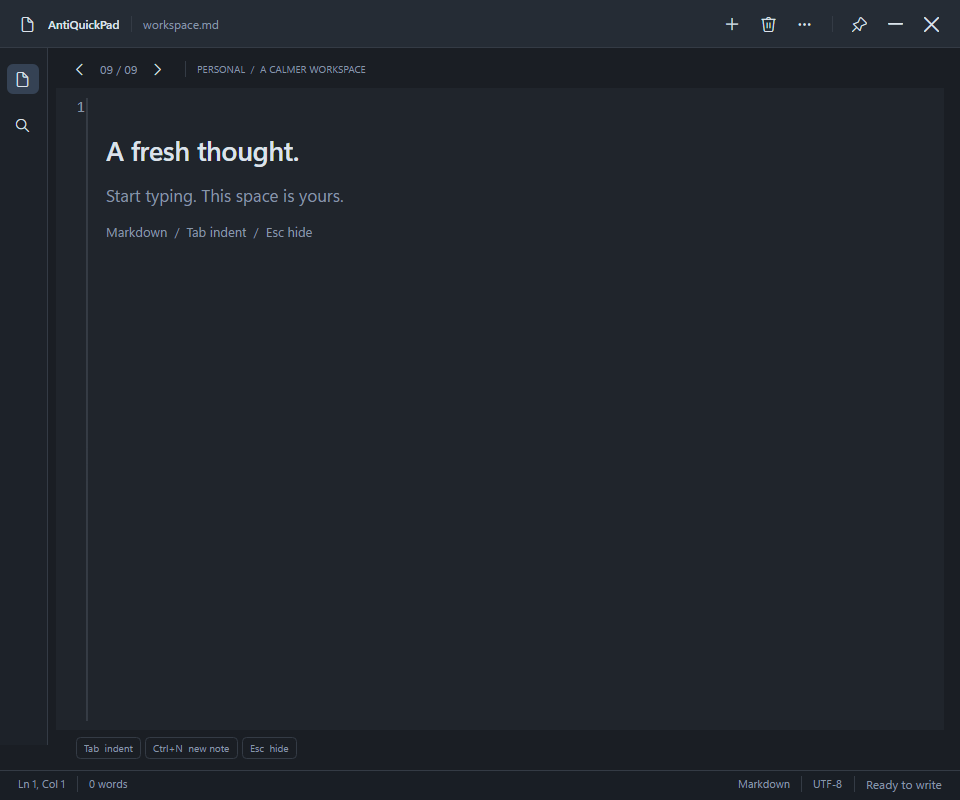 AntiQuickPad workspace.md
09 / 09 PERSONAL / A CALMER WORKSPACE
1
A fresh thought.
Start typing. This space is yours.
Markdown / Tab indent / Esc hide
Tab indent Ctrl+N new note Esc hide
Ln 1, Col 1 0 words Markdown UTF-8 Ready to write